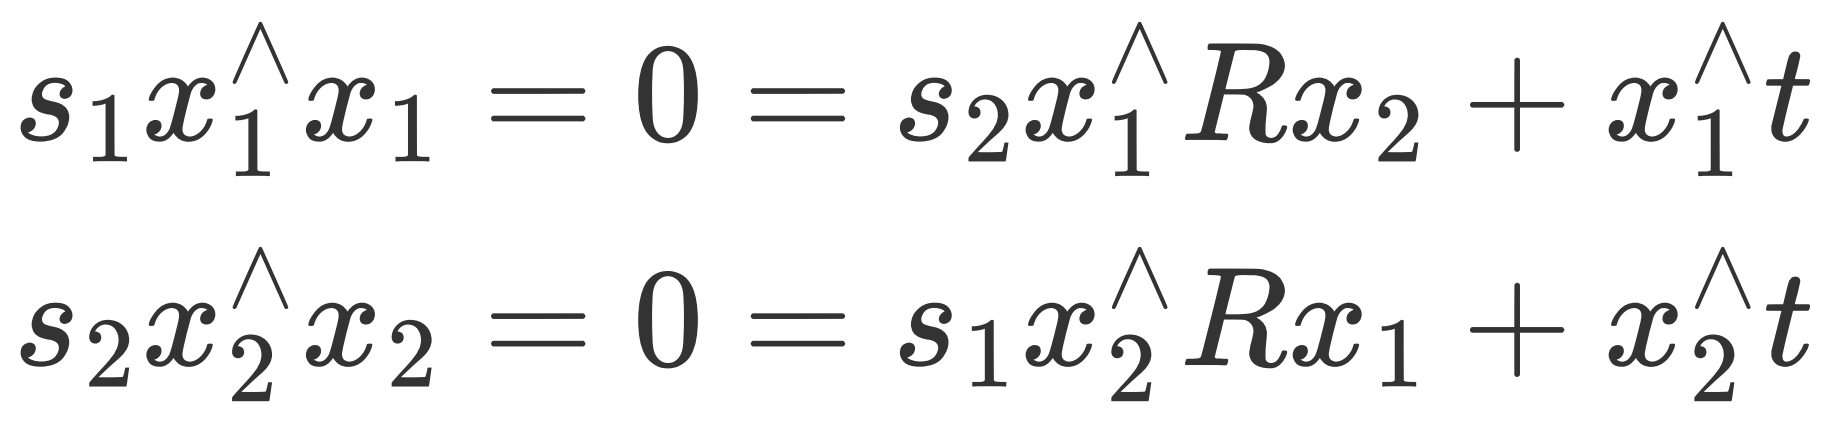 s₁x₁^∧x₁ = 0 = s₂x₁^∧Rx₂ + x₁^∧t
s₂x₂^∧x₂ = 0 = s₁x₂^∧Rx₁ + x₂^∧t